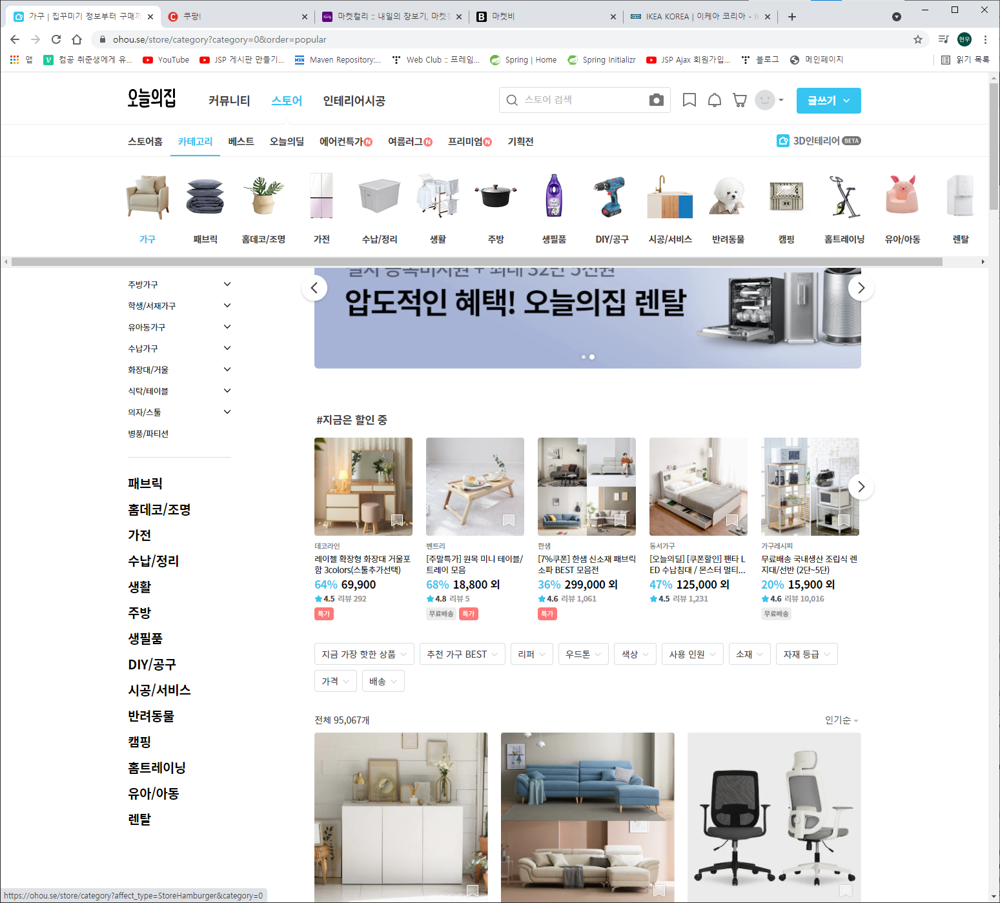 가구 | 집꾸미기 정보부터 구매까
쿠팡!
마켓컬리 :: 내일의 장보기, 마켓컬
마켓비
IKEA KOREA | 이케아 코리아 - IK
ohou.se/store/category?category=0&order=popular
현우
앱
컴공 취준생에게 유...
YouTube
JSP 게시판 만들기...
Maven Repository:...
Web Club :: 프레임...
Spring | Home
Spring Initializr
JSP Ajax 회원가입...
블로그
메인페이지
읽기 목록
오늘의집
커뮤니티
스토어
인테리어시공
스토어 검색
글쓰기
스토어홈
카테고리
베스트
오늘의딜
에어컨특가 N
여름러그 N
프리미엄 N
기획전
3D인테리어 BETA
가구
패브릭
홈데코/조명
가전
수납/정리
생활
주방
생필품
DIY/공구
시공/서비스
반려동물
캠핑
홈트레이닝
유아/아동
렌탈
주방가구
학생/서재가구
유아동가구
수납가구
화장대/거울
식탁/테이블
의자/스툴
병풍/파티션
패브릭
홈데코/조명
가전
수납/정리
생활
주방
생필품
DIY/공구
시공/서비스
반려동물
캠핑
홈트레이닝
유아/아동
렌탈
압도적인 혜택! 오늘의집 렌탈
#지금은 할인 중
데코라인
레이첼 확장형 화장대 거울포
함 3colors(스툴추가선택)
64% 69,900
4.5 리뷰 292
특가
벤트리
[주말특가] 원목 미니 테이블/
트레이 모음
68% 18,800 외
4.8 리뷰 5
무료배송 특가
한샘
[7%쿠폰] 한샘 신소재 패브릭
소파 BEST 모음전
36% 299,000 외
4.6 리뷰 1,061
특가
동서가구
[오늘의딜] [쿠폰할인] 팬타 L
ED 수납침대 / 몬스터 멀티...
47% 125,000 외
4.5 리뷰 1,231
가구레시피
무료배송 국내생산 조립식 렌
지대/선반 (2단~5단)
20% 15,900 외
4.6 리뷰 10,016
무료배송
지금 가장 핫한 상품
추천 가구 BEST
리퍼
우드톤
색상
사용 인원
소재
자재 등급
가격
배송
전체 95,067개
인기순
https://ohou.se/store/category?affect_type=StoreHamburger&category=0